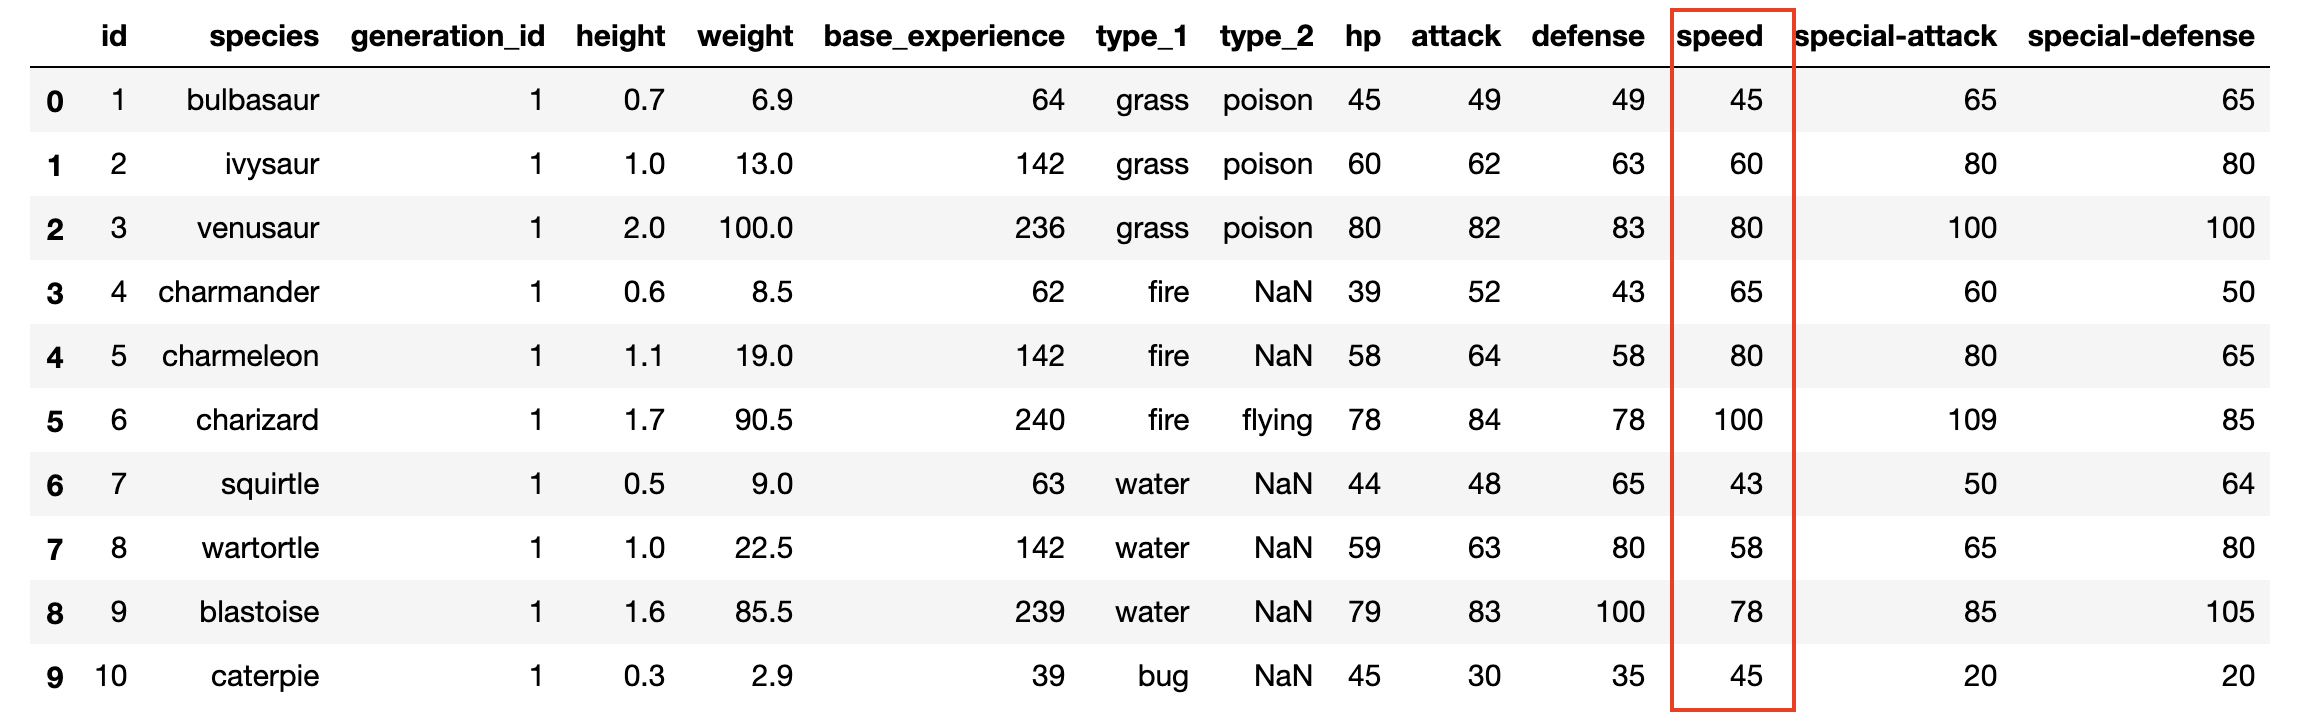 id species generation_id height weight base_experience type_1 type_2 hp attack defense speed special-attack special-defense
0 1 bulbasaur 1 0.7 6.9 64 grass poison 45 49 49 45 65 65
1 2 ivysaur 1 1.0 13.0 142 grass poison 60 62 63 60 80 80
2 3 venusaur 1 2.0 100.0 236 grass poison 80 82 83 80 100 100
3 4 charmander 1 0.6 8.5 62 fire NaN 39 52 43 65 60 50
4 5 charmeleon 1 1.1 19.0 142 fire NaN 58 64 58 80 80 65
5 6 charizard 1 1.7 90.5 240 fire flying 78 84 78 100 109 85
6 7 squirtle 1 0.5 9.0 63 water NaN 44 48 65 43 50 64
7 8 wartortle 1 1.0 22.5 142 water NaN 59 63 80 58 65 80
8 9 blastoise 1 1.6 85.5 239 water NaN 79 83 100 78 85 105
9 10 caterpie 1 0.3 2.9 39 bug NaN 45 30 35 45 20 20